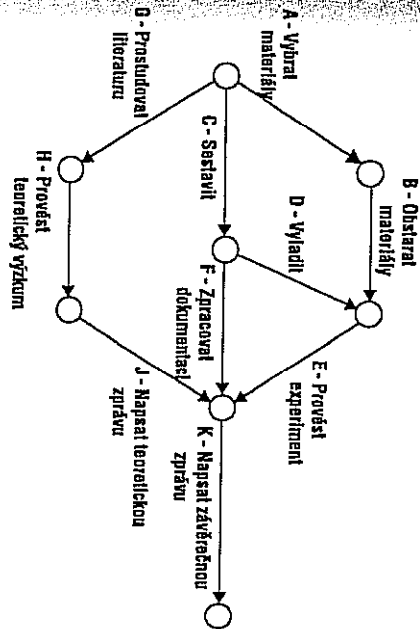 A - Vybrat
materiály
B - Obstarat
materiály
C - Sestavit
D - Vyladit
E - Provést
experiment
F - Zpracovat
dokumentaci
G - Prostudovat
literaturu
H - Provést
teoretický výzkum
J - Napsat teoretickou
zprávu
K - Napsat závěrečnou
zprávu